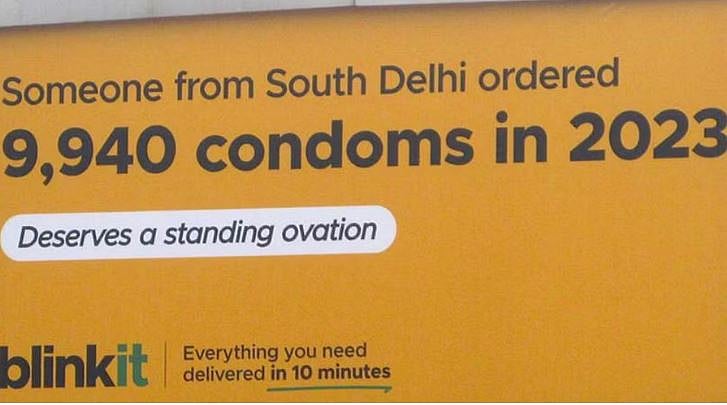 Someone from South Delhi ordered
9,940 condoms in 2023
Deserves a standing ovation
blinkit
Everything you need
delivered in 10 minutes